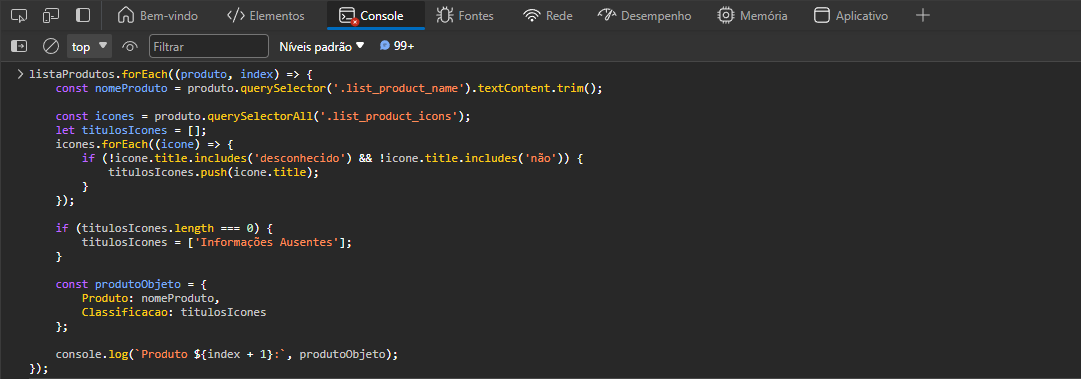 Bem-vindo Elementos Console Fontes Rede Desempenho Memória Aplicativo
top Filtrar Níveis padrão 99+
listaProdutos.forEach((produto, index) => {
    const nomeProduto = produto.querySelector('.list_product_name').textContent.trim();

    const icones = produto.querySelectorAll('.list_product_icons');
    let titulosIcones = [];
    icones.forEach((icone) => {
        if (!icone.title.includes('desconhecido') && !icone.title.includes('não')) {
            titulosIcones.push(icone.title);
        }
    });

    if (titulosIcones.length === 0) {
        titulosIcones = ['Informações Ausentes'];
    }

    const produtoObjeto = {
        Produto: nomeProduto,
        Classificacao: titulosIcones
    };

    console.log(`Produto ${index + 1}:`, produtoObjeto);
});